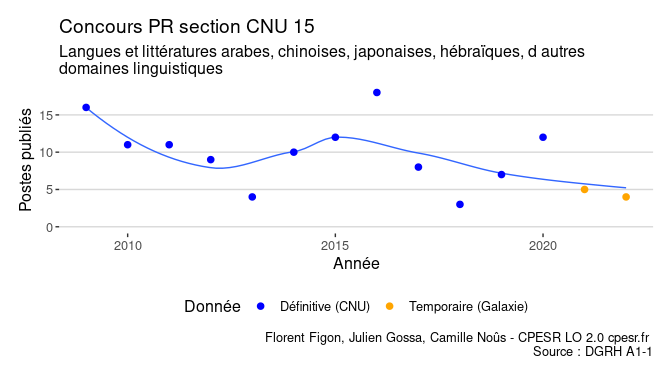 Concours PR section CNU 15
Langues et littératures arabes, chinoises, japonaises, hébraïques, d autres
domaines linguistiques
Postes publiés
15
10
5
0
2010 2015 2020
Année
Donnée Définitive (CNU) Temporaire (Galaxie)
Florent Figon, Julien Gossa, Camille Noûs - CPESR LO 2.0 cpesr.fr
Source : DGRH A1-1